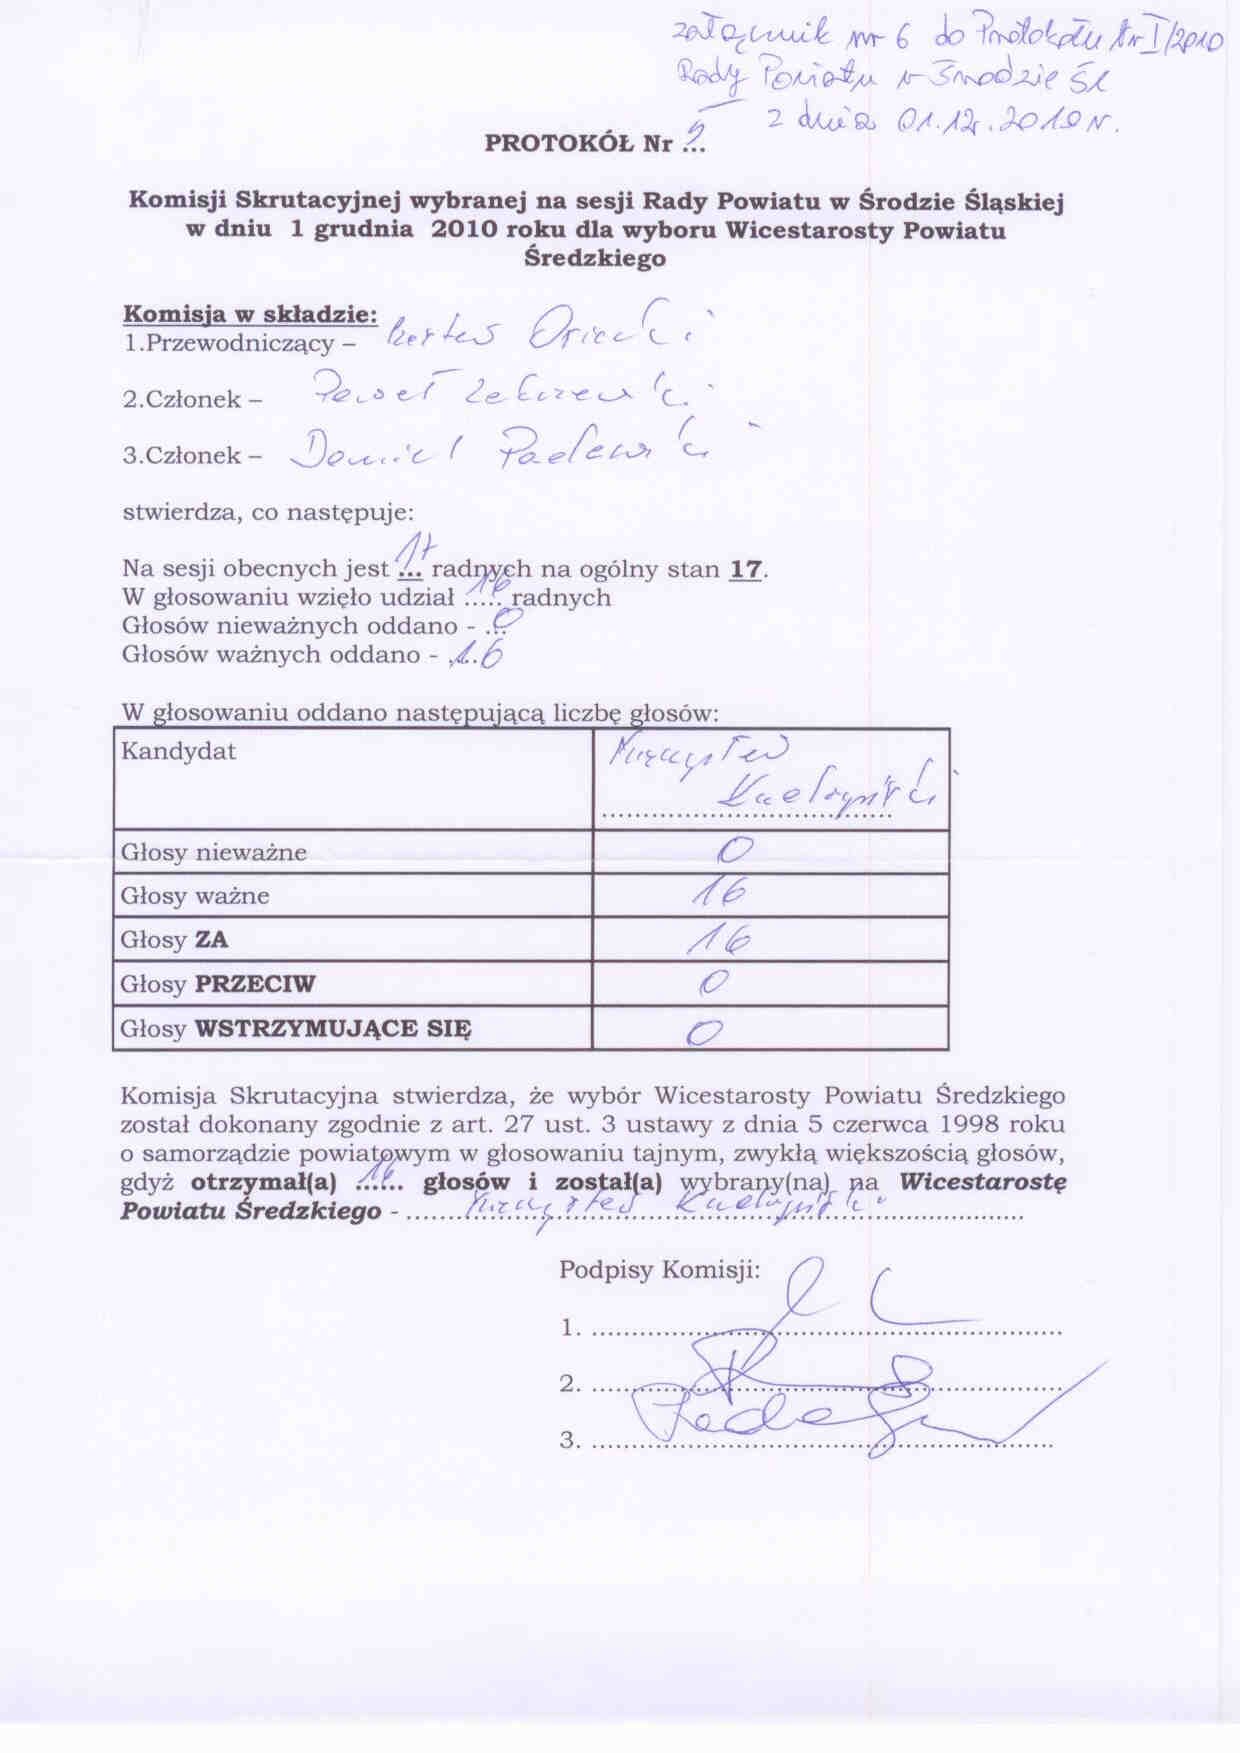 załącznik nr 6 do Protokołu Nr I/2010
Rady Powiatu w Środzie Śl
z dnia 01.12.2010 r.
PROTOKÓŁ Nr 5
Komisji Skrutacyjnej wybranej na sesji Rady Powiatu w Środzie Śląskiej
w dniu 1 grudnia 2010 roku dla wyboru Wicestarosty Powiatu
Średzkiego
Komisja w składzie:
1.Przewodniczący –
2.Członek – Paweł
3.Członek – Daniel
stwierdza, co następuje:
Na sesji obecnych jest 17 radnych na ogólny stan 17.
W głosowaniu wzięło udział 16 radnych
Głosów nieważnych oddano - 0
Głosów ważnych oddano - 16
W głosowaniu oddano następującą liczbę głosów:
Kandydat
Głosy nieważne 0
Głosy ważne 16
Głosy ZA 16
Głosy PRZECIW 0
Głosy WSTRZYMUJĄCE SIĘ 0
Komisja Skrutacyjna stwierdza, że wybór Wicestarosty Powiatu Średzkiego
został dokonany zgodnie z art. 27 ust. 3 ustawy z dnia 5 czerwca 1998 roku
o samorządzie powiatowym w głosowaniu tajnym, zwykłą większością głosów,
gdyż otrzymał(a) 16 głosów i został(a) wybrany(na) na Wicestarostę
Powiatu Średzkiego -
Podpisy Komisji:
1.
2.
3.